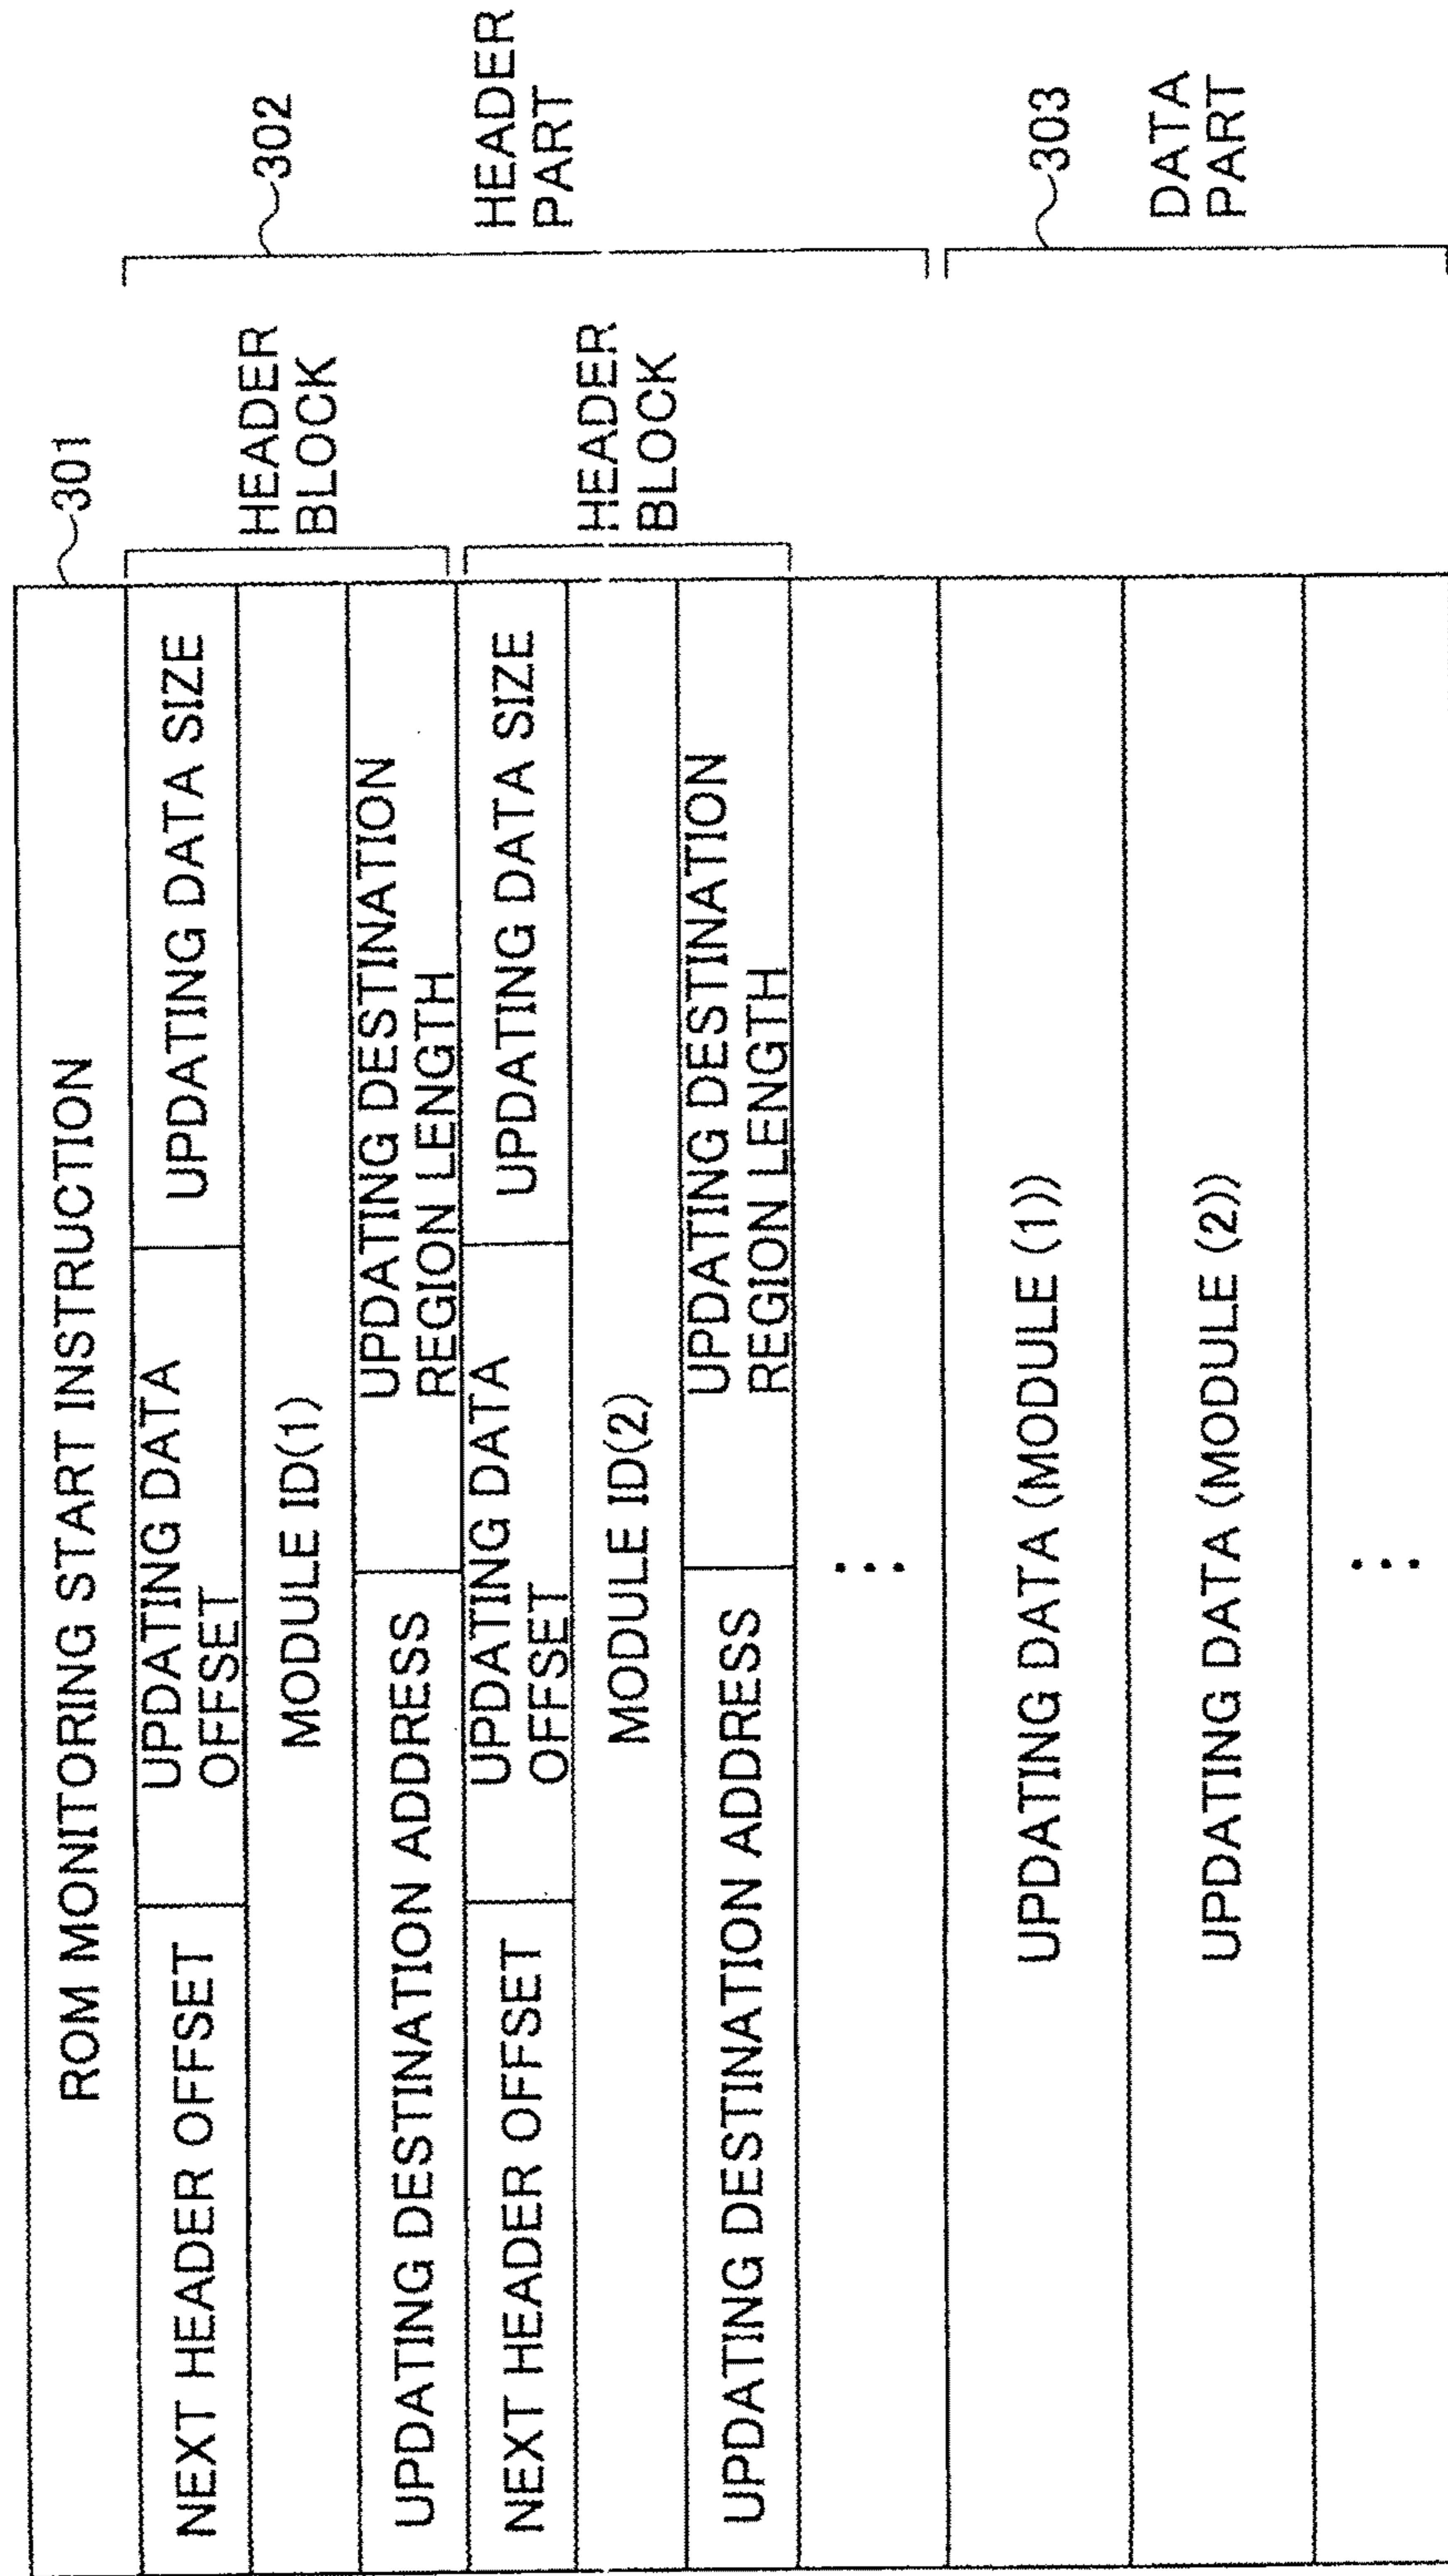 ROM MONITORING START INSTRUCTION
301
NEXT HEADER OFFSET
UPDATING DATA
OFFSET
UPDATING DATA SIZE
MODULE ID(1)
UPDATING DESTINATION ADDRESS
UPDATING DESTINATION
REGION LENGTH
HEADER
BLOCK
NEXT HEADER OFFSET
UPDATING DATA
OFFSET
UPDATING DATA SIZE
MODULE ID(2)
UPDATING DESTINATION ADDRESS
UPDATING DESTINATION
REGION LENGTH
HEADER
BLOCK
...
302
HEADER
PART
UPDATING DATA (MODULE (1))
UPDATING DATA (MODULE (2))
...
303
DATA
PART